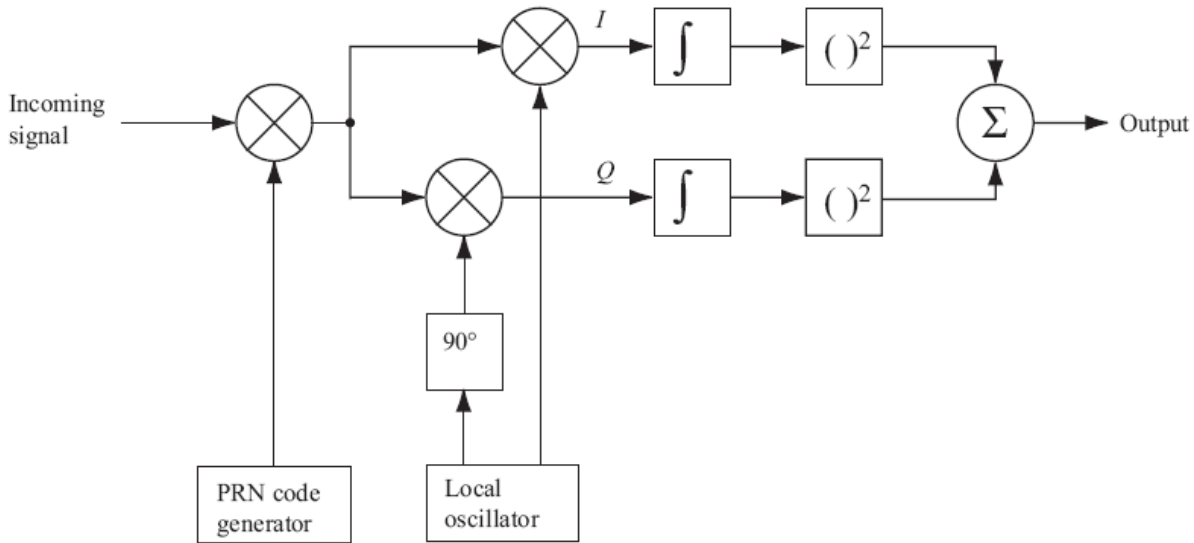 I
∫
( )²
Incoming
signal
Σ
Output
Q
∫
( )²
90°
PRN code
generator
Local
oscillator